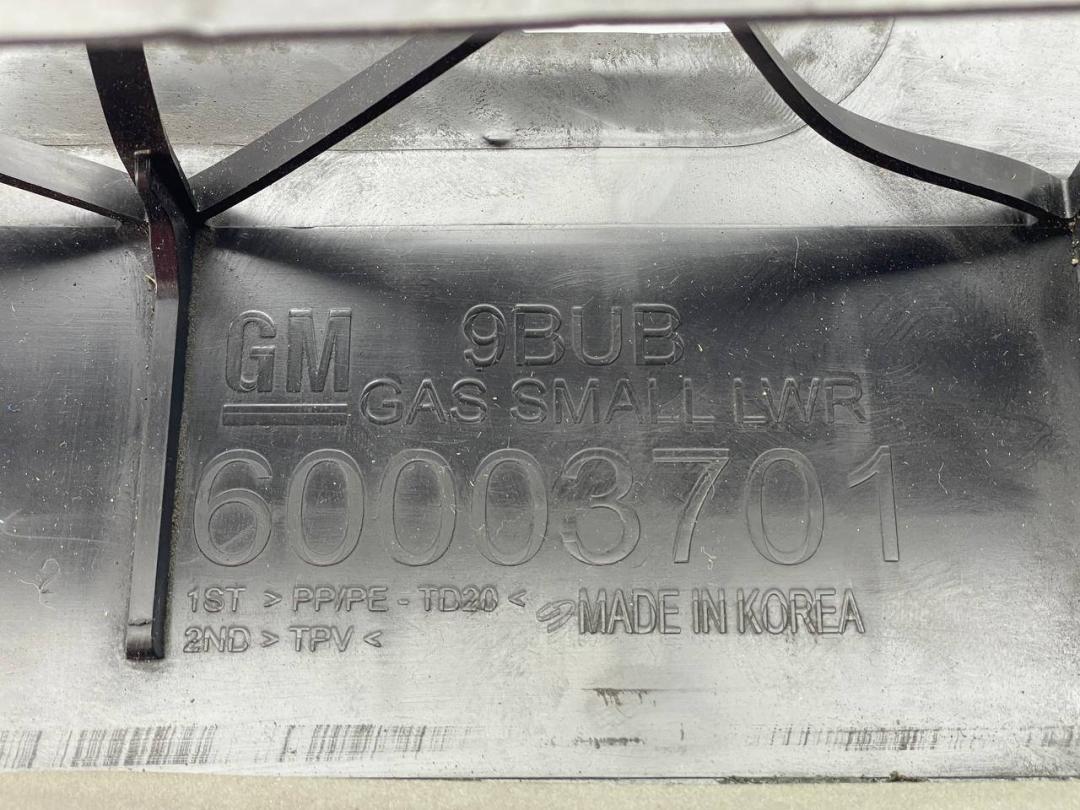 GM 9BUB
GAS SMALL LWR
60003701
1ST > PP/PE - TD20 <
2ND > TPV <
MADE IN KOREA